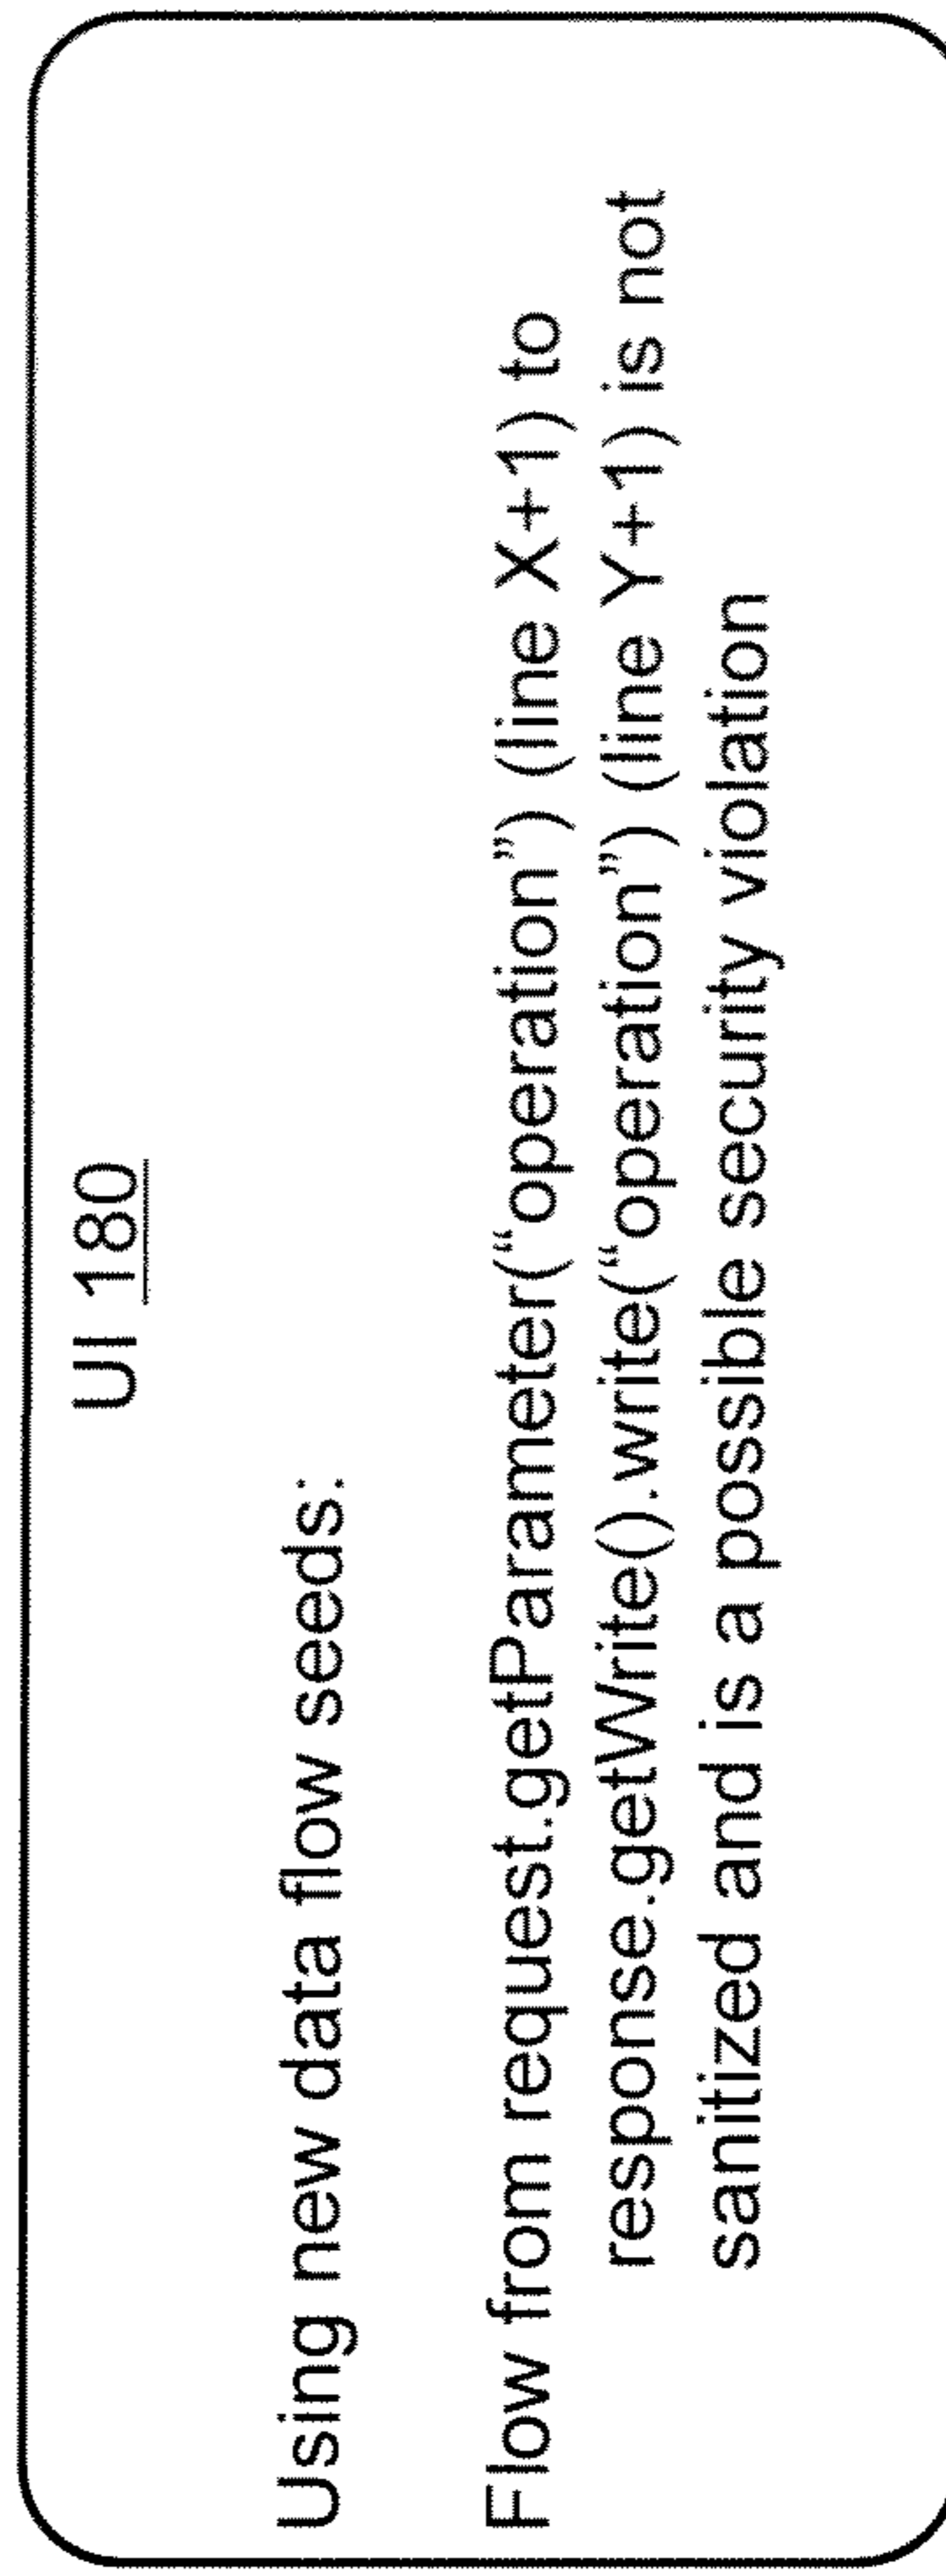 UI 180
Using new data flow seeds:
Flow from request.getParameter(“operation”) (line X+1) to
response.getWrite().write(“operation”) (line Y+1) is not
sanitized and is a possible security violation